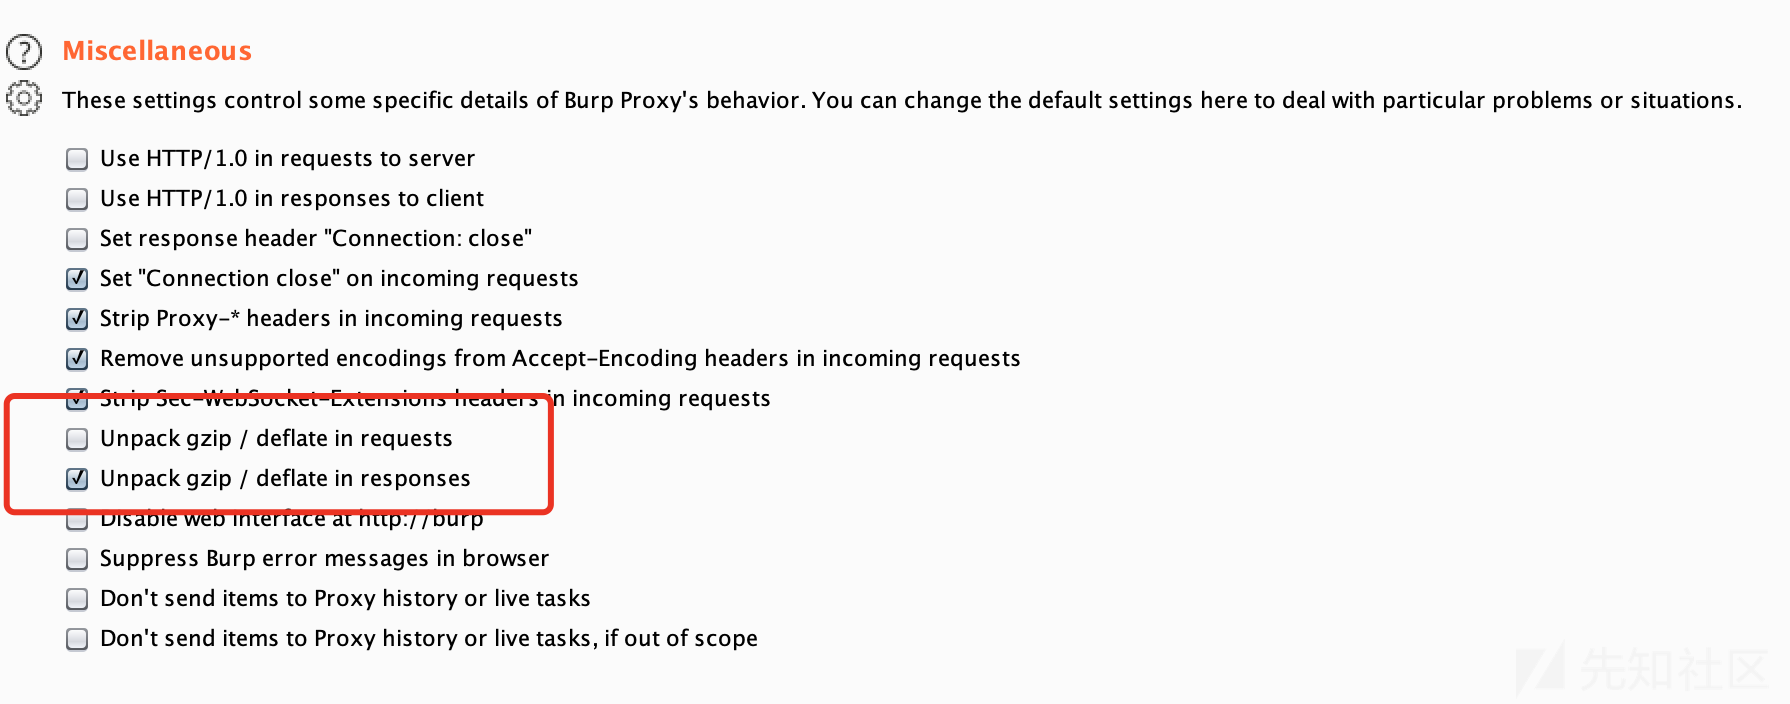 Miscellaneous
These settings control some specific details of Burp Proxy's behavior. You can change the default settings here to deal with particular problems or situations.
Use HTTP/1.0 in requests to server
Use HTTP/1.0 in responses to client
Set response header "Connection: close"
Set "Connection close" on incoming requests
Strip Proxy-* headers in incoming requests
Remove unsupported encodings from Accept-Encoding headers in incoming requests
Strip Sec-WebSocket-Extensions headers in incoming requests
Unpack gzip / deflate in requests
Unpack gzip / deflate in responses
Disable web interface at http://burp
Suppress Burp error messages in browser
Don't send items to Proxy history or live tasks
Don't send items to Proxy history or live tasks, if out of scope
先知社区